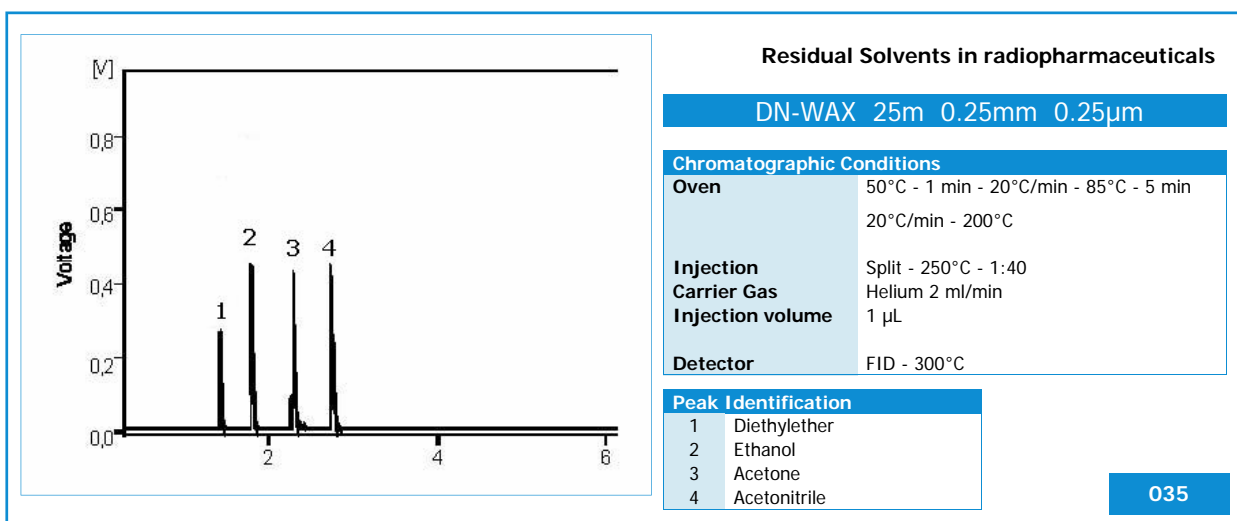 Residual Solvents in radiopharmaceuticals
DN-WAX 25m 0.25mm 0.25µm
[V]
0,8
0,6
0,4
0,2
0,0
Voltage
1
2
3
4
2
4
6
Chromatographic Conditions
Oven 50°C - 1 min - 20°C/min - 85°C - 5 min
20°C/min - 200°C
Injection Split - 250°C - 1:40
Carrier Gas Helium 2 ml/min
Injection volume 1 µL
Detector FID - 300°C
Peak Identification
1 Diethylether
2 Ethanol
3 Acetone
4 Acetonitrile
035